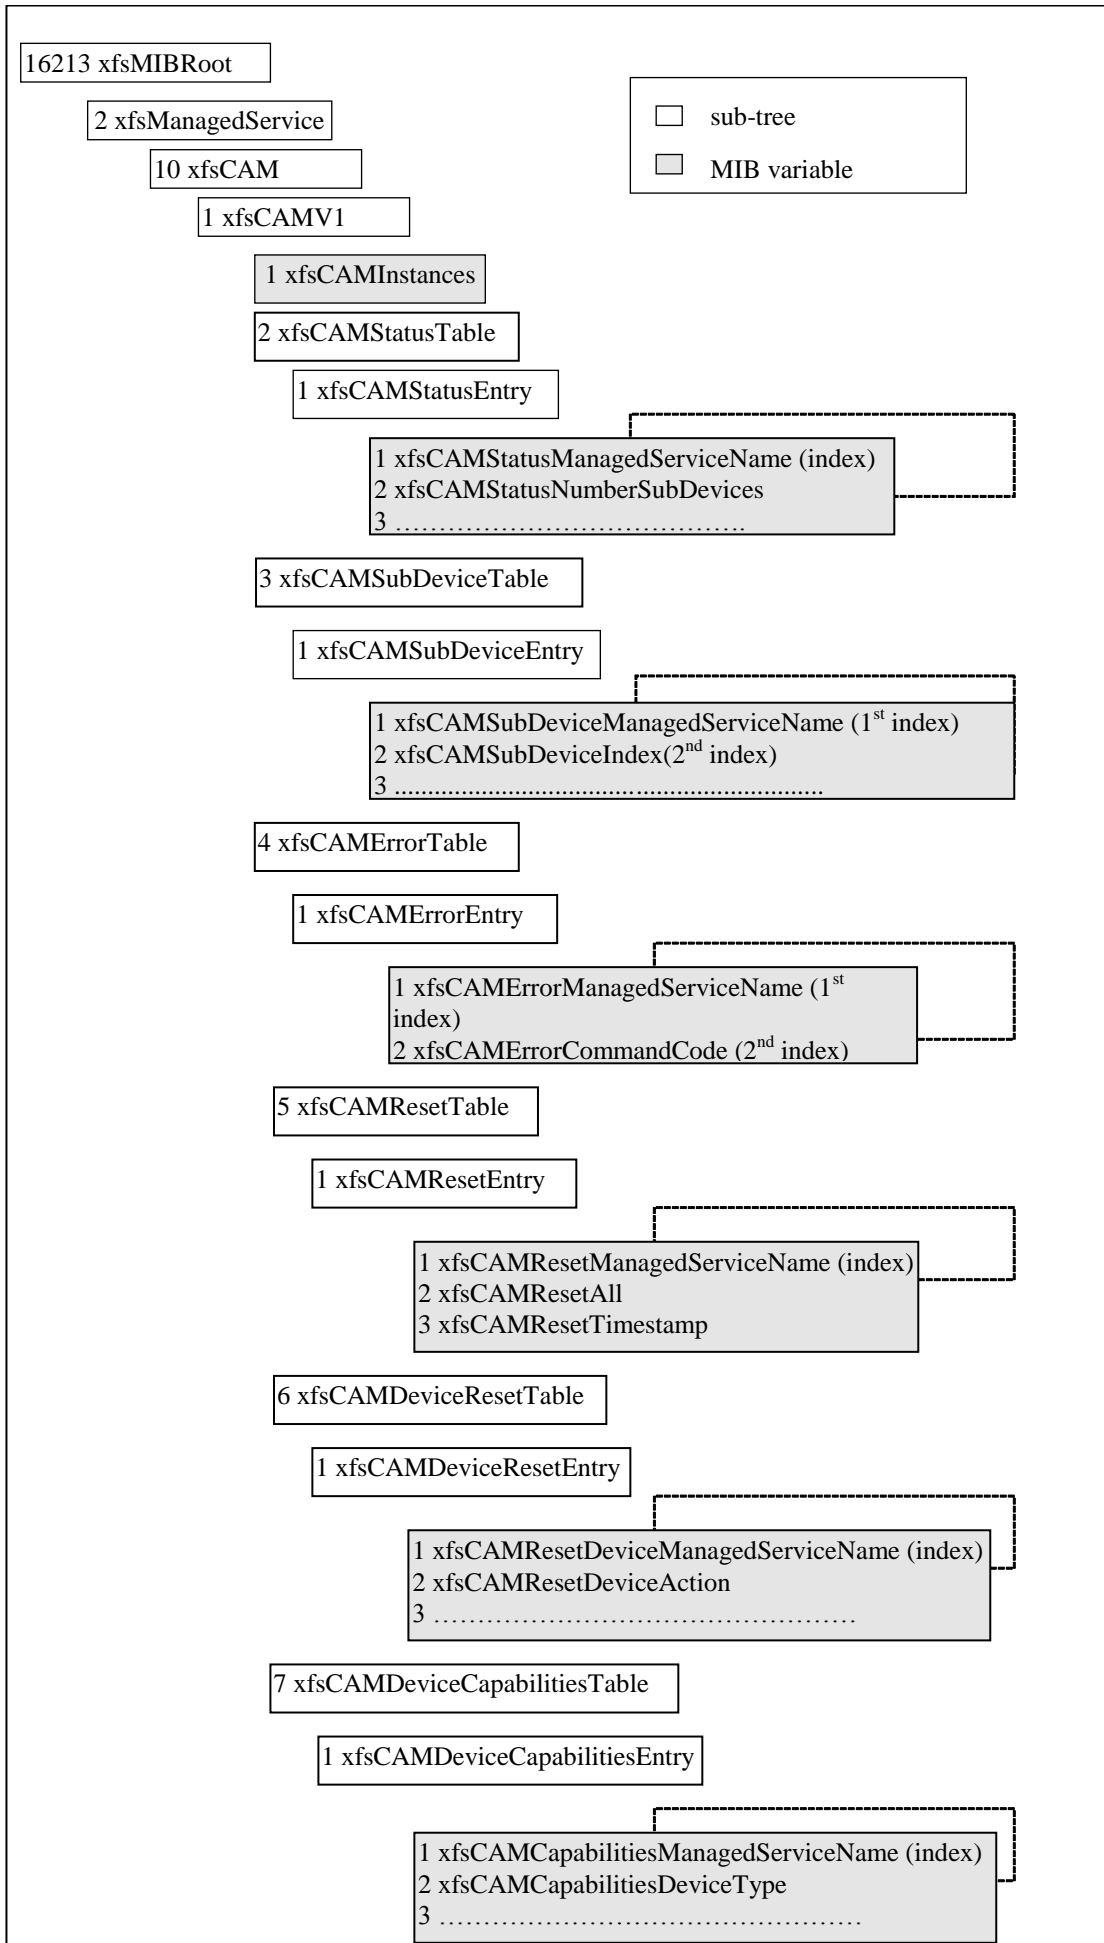 16213 xfsMIBRoot
sub-tree
MIB variable
2 xfsManagedService
10 xfsCAM
1 xfsCAMV1
1 xfsCAMInstances
2 xfsCAMStatusTable
1 xfsCAMStatusEntry
1 xfsCAMStatusManagedServiceName (index)
2 xfsCAMStatusNumberSubDevices
3 ………………………………….
3 xfsCAMSubDeviceTable
1 xfsCAMSubDeviceEntry
1 xfsCAMSubDeviceManagedServiceName (1st index)
2 xfsCAMSubDeviceIndex(2nd index)
3 ................................................................
4 xfsCAMErrorTable
1 xfsCAMErrorEntry
1 xfsCAMErrorManagedServiceName (1st
index)
2 xfsCAMErrorCommandCode (2nd index)
5 xfsCAMResetTable
1 xfsCAMResetEntry
1 xfsCAMResetManagedServiceName (index)
2 xfsCAMResetAll
3 xfsCAMResetTimestamp
6 xfsCAMDeviceResetTable
1 xfsCAMDeviceResetEntry
1 xfsCAMResetDeviceManagedServiceName (index)
2 xfsCAMResetDeviceAction
3 …………………………………………
7 xfsCAMDeviceCapabilitiesTable
1 xfsCAMDeviceCapabilitiesEntry
1 xfsCAMCapabilitiesManagedServiceName (index)
2 xfsCAMCapabilitiesDeviceType
3 …………………………………………